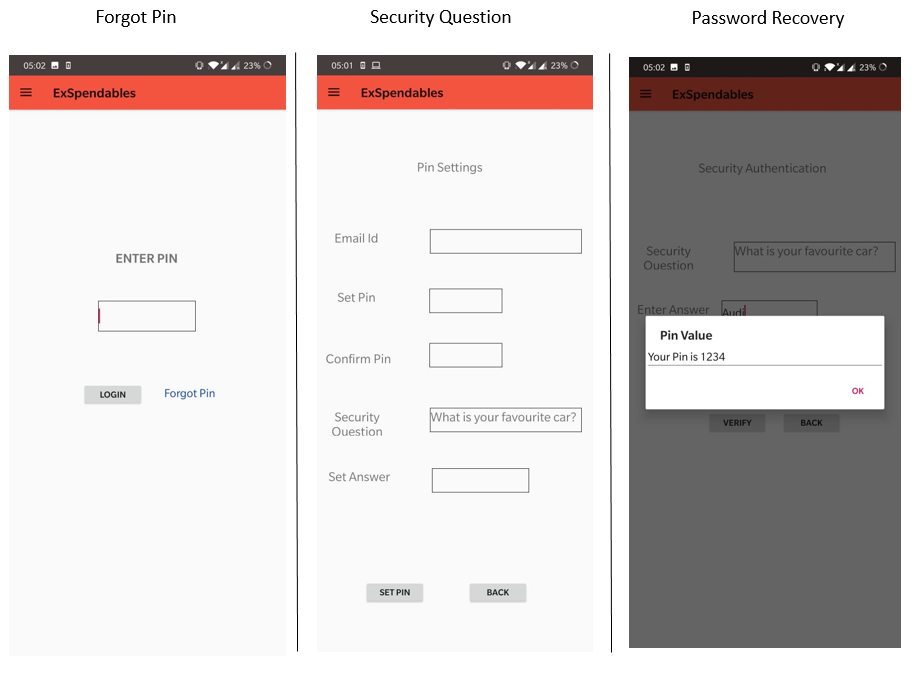 Forgot Pin
Security Question
Password Recovery
05:02
23%
ExSpendables
ENTER PIN
LOGIN
Forgot Pin
05:01
23%
ExSpendables
Pin Settings
Email Id
Set Pin
Confirm Pin
Security
Question
What is your favourite car?
Set Answer
SET PIN
BACK
05:02
23%
ExSpendables
Security Authentication
Security
Question
What is your favourite car?
Enter Answer
Audi
Pin Value
Your Pin is 1234
OK
VERIFY
BACK